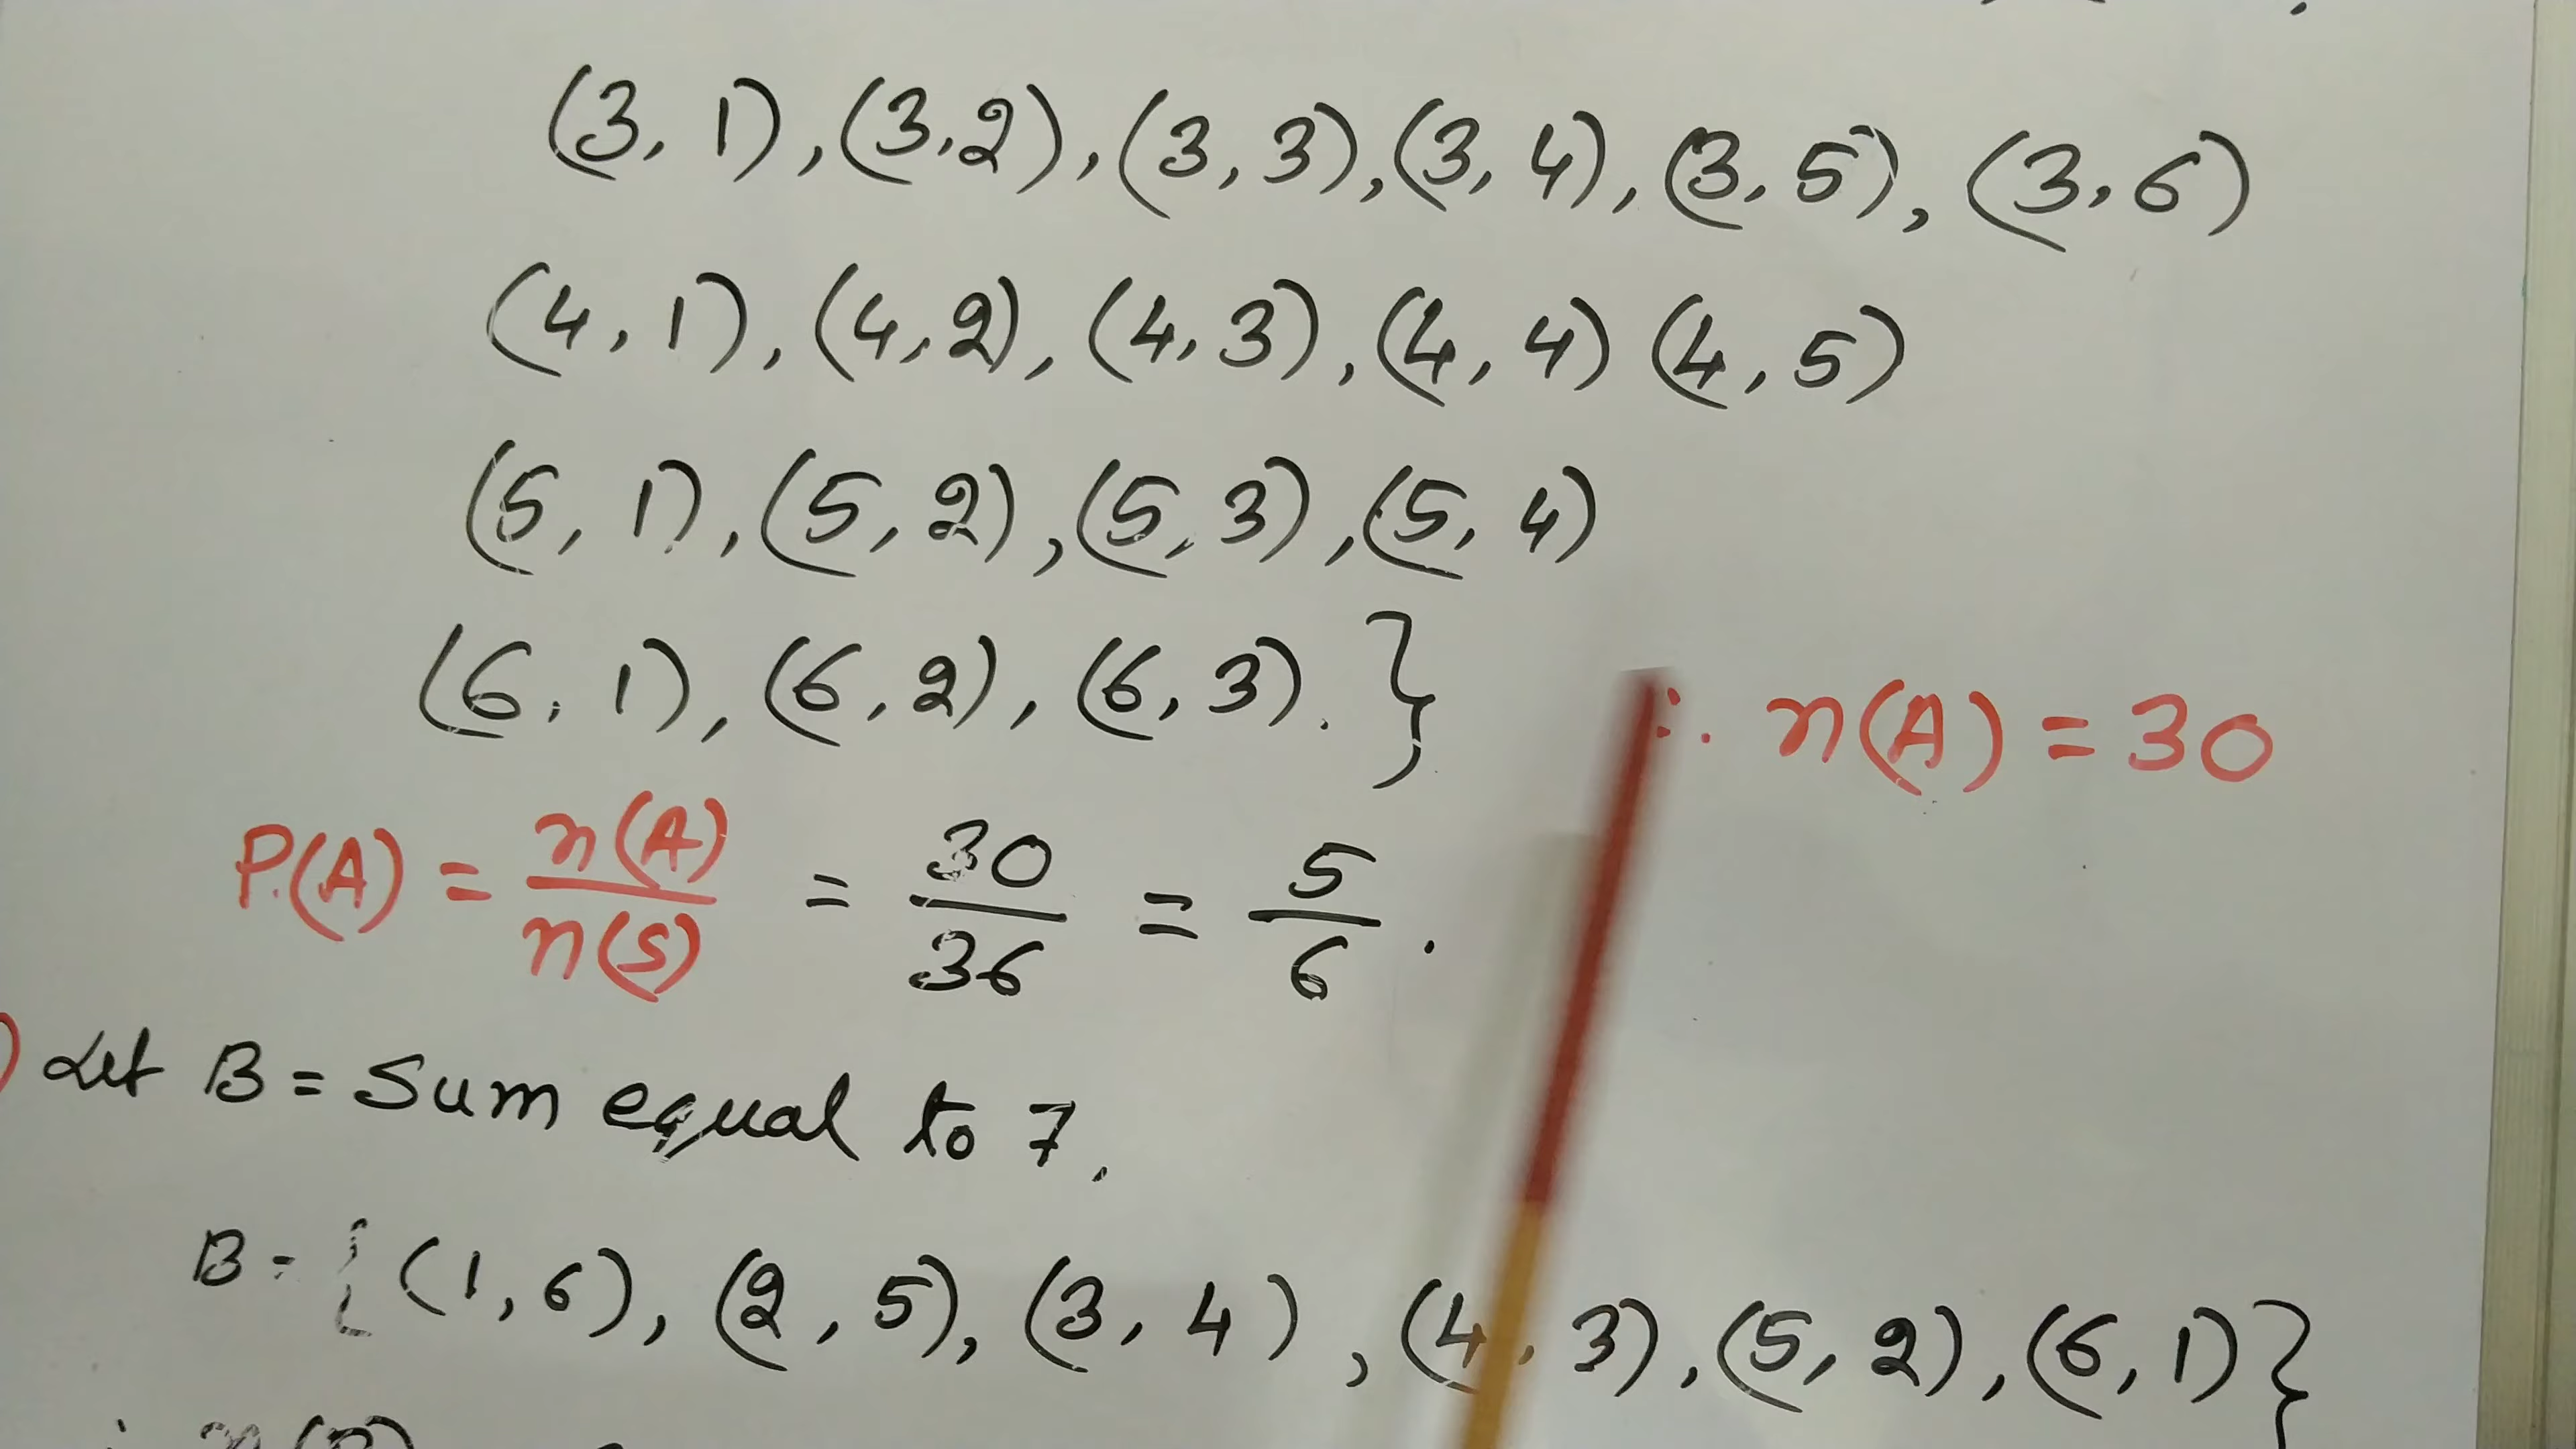 (3, 1), (3,2), (3, 3), (3, 4), (3, 5), (3, 6)
(4, 1), (4, 2), (4, 3), (4, 4) (4, 5)
(5, 1), (5, 2), (5, 3), (5, 4)
(6, 1), (6, 2), (6, 3). }
∴ n(A) = 30
P(A) = n(A)/n(S) = 30/36 = 5/6 .
) Let B = Sum equal to 7.
B = { (1, 6), (2, 5), (3, 4), (4, 3), (5, 2), (6, 1) }